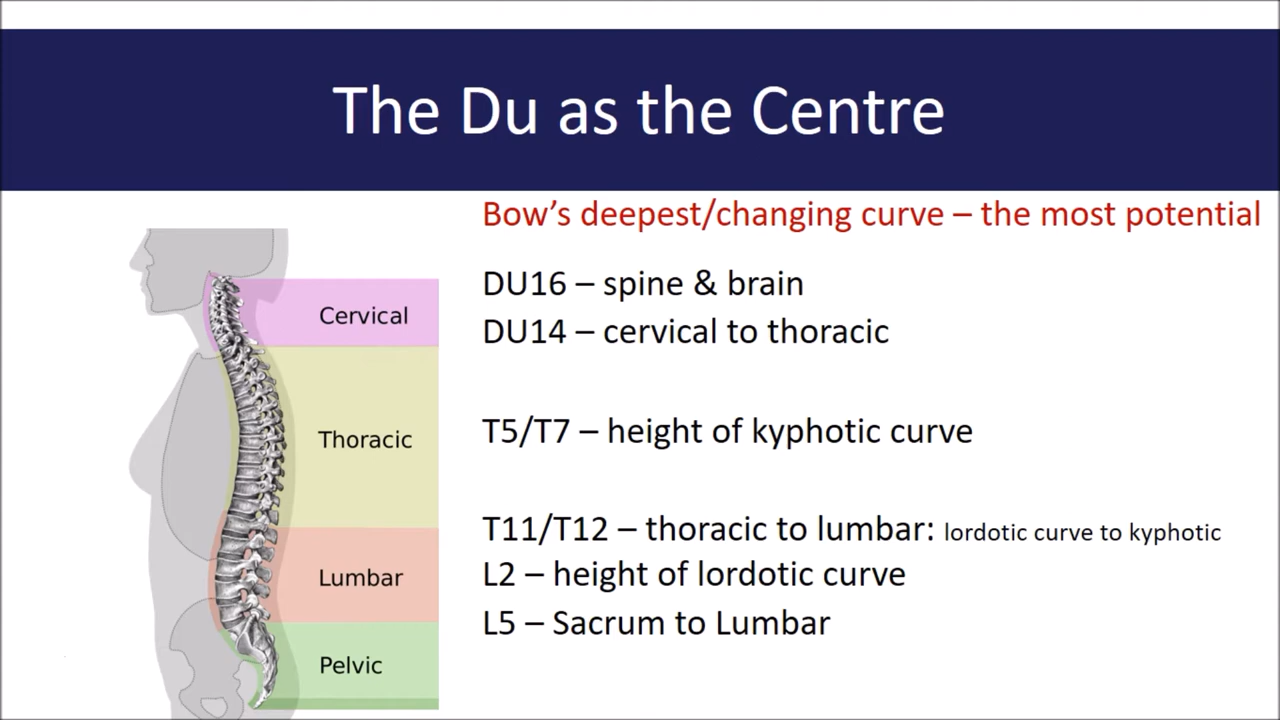 The Du as the Centre
Bow's deepest/changing curve – the most potential
DU16 – spine & brain
DU14 – cervical to thoracic
T5/T7 – height of kyphotic curve
T11/T12 – thoracic to lumbar: lordotic curve to kyphotic
L2 – height of lordotic curve
L5 – Sacrum to Lumbar
Cervical
Thoracic
Lumbar
Pelvic